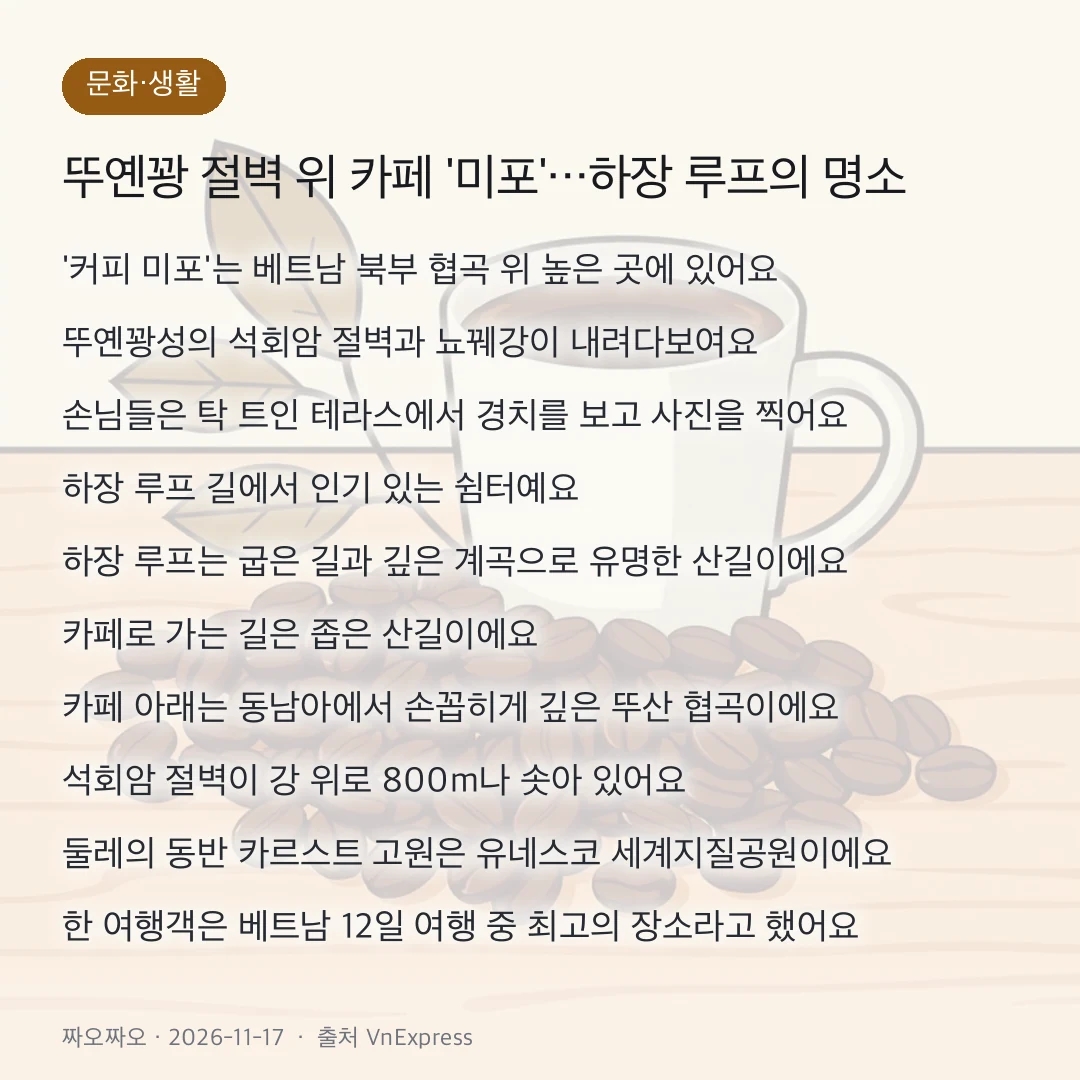 문화·생활
뚜옌꽝 절벽 위 카페 '미포'…하장 루프의 명소
'커피 미포'는 베트남 북부 협곡 위 높은 곳에 있어요
뚜옌꽝성의 석회암 절벽과 뇨꿰강이 내려다보여요
손님들은 탁 트인 테라스에서 경치를 보고 사진을 찍어요
하장 루프 길에서 인기 있는 쉼터예요
하장 루프는 굽은 길과 깊은 계곡으로 유명한 산길이에요
카페로 가는 길은 좁은 산길이에요
카페 아래는 동남아에서 손꼽히게 깊은 뚜산 협곡이에요
석회암 절벽이 강 위로 800m나 솟아 있어요
둘레의 동반 카르스트 고원은 유네스코 세계지질공원이에요
한 여행객은 베트남 12일 여행 중 최고의 장소라고 했어요
짜오짜오 · 2026-11-17 · 출처 VnExpress